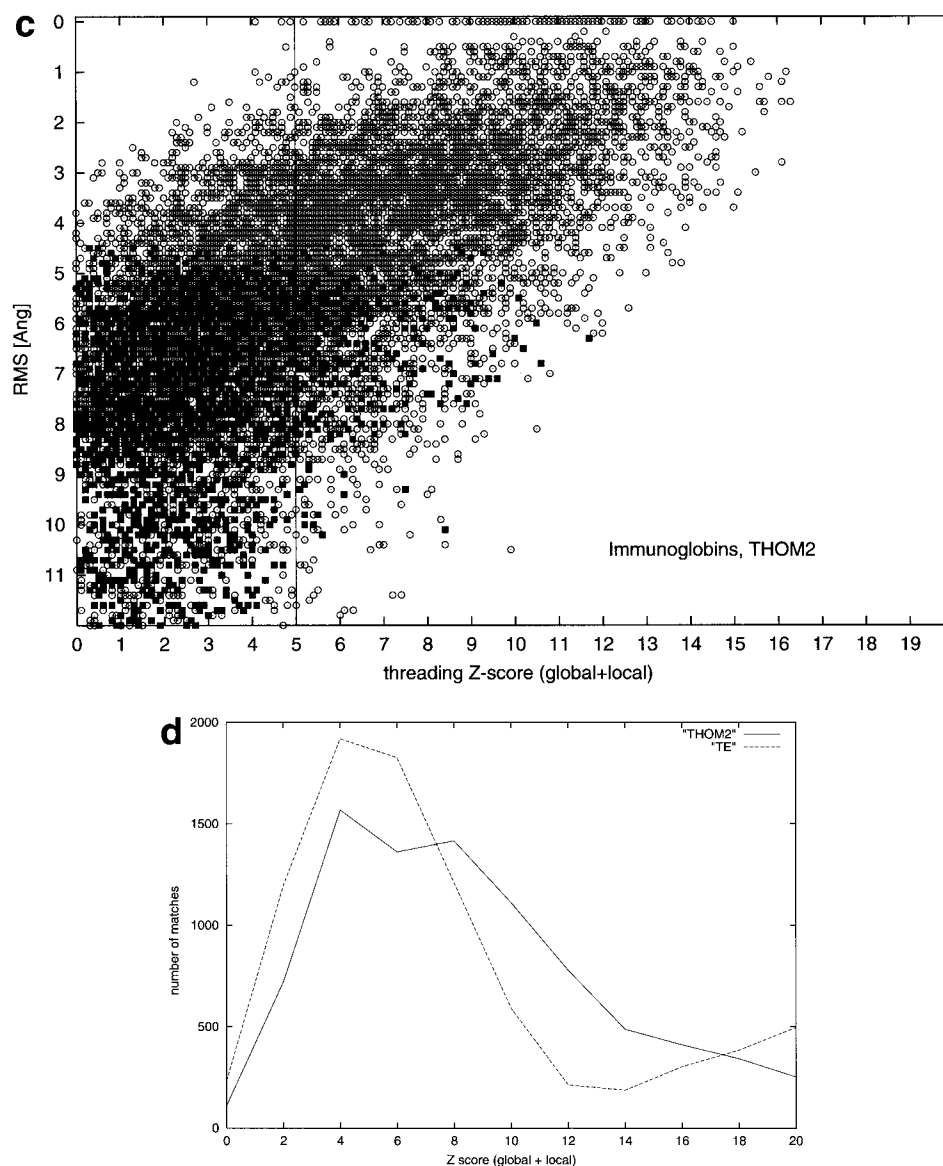 c
0
1
2
3
4
5
6
7
8
9
10
11
RMS [Ang]
Immunoglobins, THOM2
0 1 2 3 4 5 6 7 8 9 10 11 12 13 14 15 16 17 18 19
threading Z-score (global+local)
d
"THOM2"
"TE"
2000
1500
1000
500
0
number of matches
0 2 4 6 8 10 12 14 16 18 20
Z score (global + local)